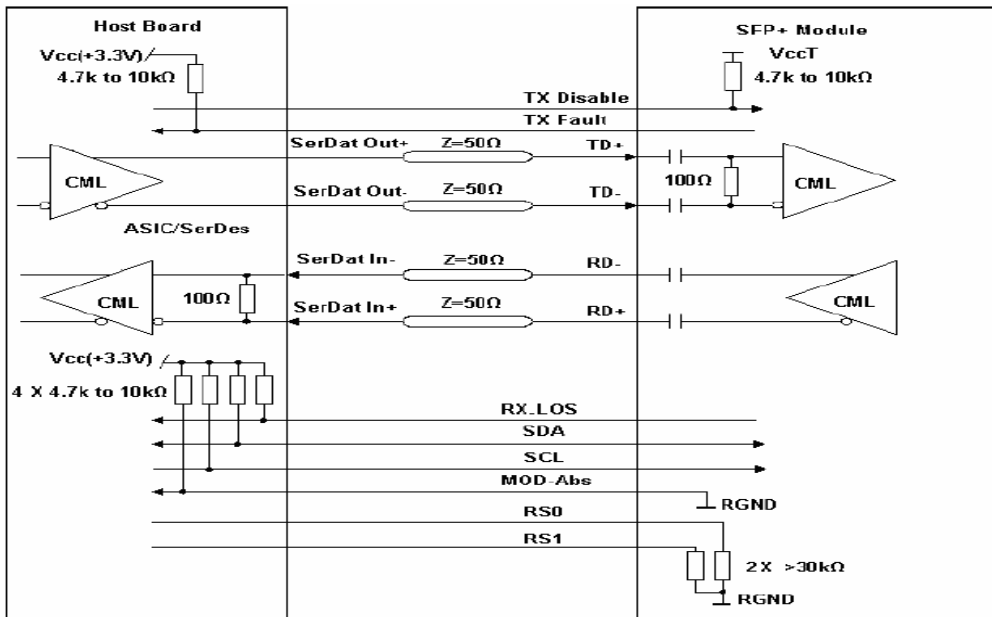 Host Board
SFP+ Module
Vcc(+3.3V)
4.7k to 10kΩ
VccT
4.7k to 10kΩ
TX Disable
TX Fault
SerDat Out+
Z=50Ω
TD+
CML
100Ω
CML
SerDat Out-
Z=50Ω
TD-
ASIC/SerDes
SerDat In-
Z=50Ω
RD-
CML
100Ω
CML
SerDat In+
Z=50Ω
RD+
Vcc(+3.3V)
4 X 4.7k to 10kΩ
RX_LOS
SDA
SCL
MOD-Abs
RGND
RS0
RS1
2 X >30kΩ
RGND